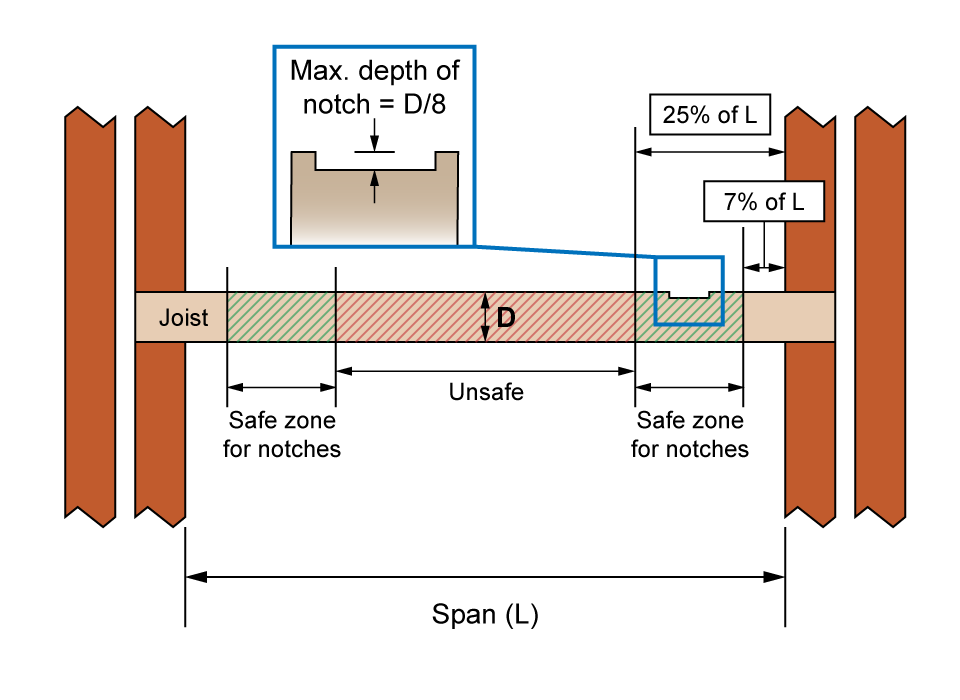 Max. depth of
notch = D/8
25% of L
7% of L
Joist
D
Unsafe
Safe zone
for notches
Safe zone
for notches
Span (L)